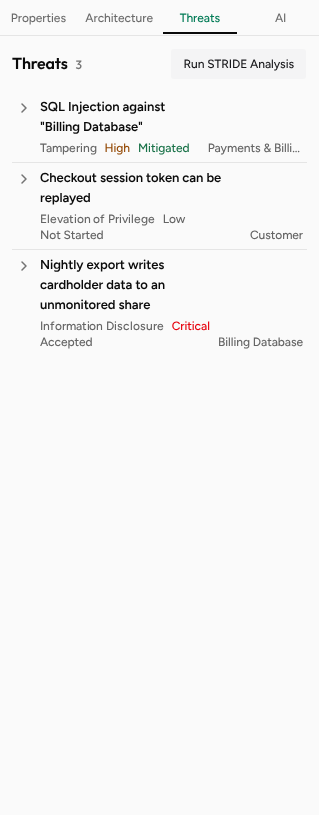 Properties Architecture Threats AI
Threats 3 Run STRIDE Analysis
SQL Injection against
"Billing Database"
Tampering High Mitigated Payments & Billi...
Checkout session token can be
replayed
Elevation of Privilege Low
Not Started Customer
Nightly export writes
cardholder data to an
unmonitored share
Information Disclosure Critical
Accepted Billing Database